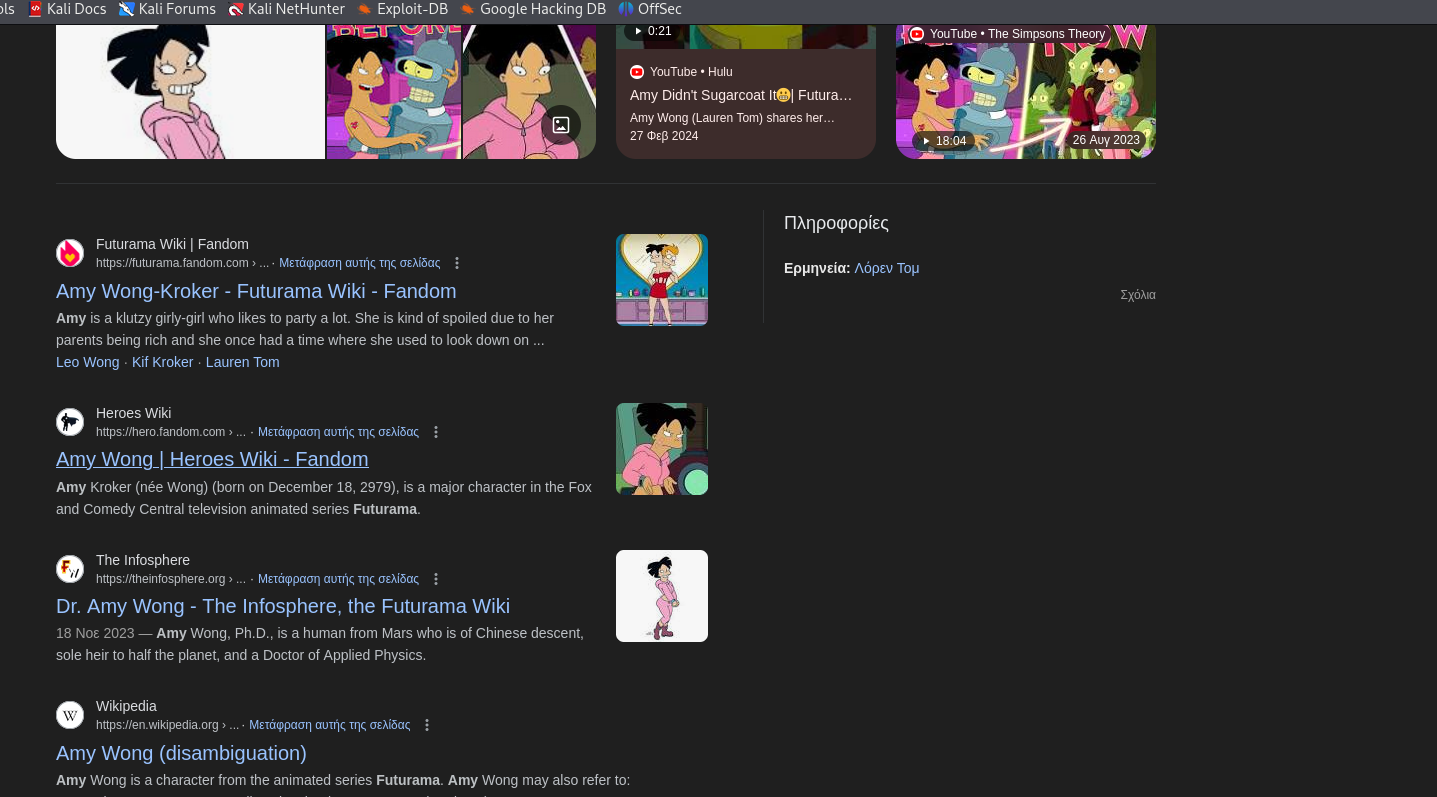 ols Kali Docs Kali Forums Kali NetHunter Exploit-DB Google Hacking DB OffSec
BEFORE
0:21
YouTube • Hulu
Amy Didn't Sugarcoat It😬| Futura…
Amy Wong (Lauren Tom) shares her…
27 Φεβ 2024
YouTube • The Simpsons Theory
NOW
18:04
26 Αυγ 2023
Futurama Wiki | Fandom
https://futurama.fandom.com › ... · Μετάφραση αυτής της σελίδας
Amy Wong-Kroker - Futurama Wiki - Fandom
Amy is a klutzy girly-girl who likes to party a lot. She is kind of spoiled due to her
parents being rich and she once had a time where she used to look down on ...
Leo Wong · Kif Kroker · Lauren Tom
Heroes Wiki
https://hero.fandom.com › ... · Μετάφραση αυτής της σελίδας
Amy Wong | Heroes Wiki - Fandom
Amy Kroker (née Wong) (born on December 18, 2979), is a major character in the Fox
and Comedy Central television animated series Futurama.
The Infosphere
https://theinfosphere.org › ... · Μετάφραση αυτής της σελίδας
Dr. Amy Wong - The Infosphere, the Futurama Wiki
18 Νοε 2023 — Amy Wong, Ph.D., is a human from Mars who is of Chinese descent,
sole heir to half the planet, and a Doctor of Applied Physics.
Wikipedia
https://en.wikipedia.org › ... · Μετάφραση αυτής της σελίδας
Amy Wong (disambiguation)
Amy Wong is a character from the animated series Futurama. Amy Wong may also refer to:
Πληροφορίες
Ερμηνεία: Λόρεν Τομ
Σχόλια